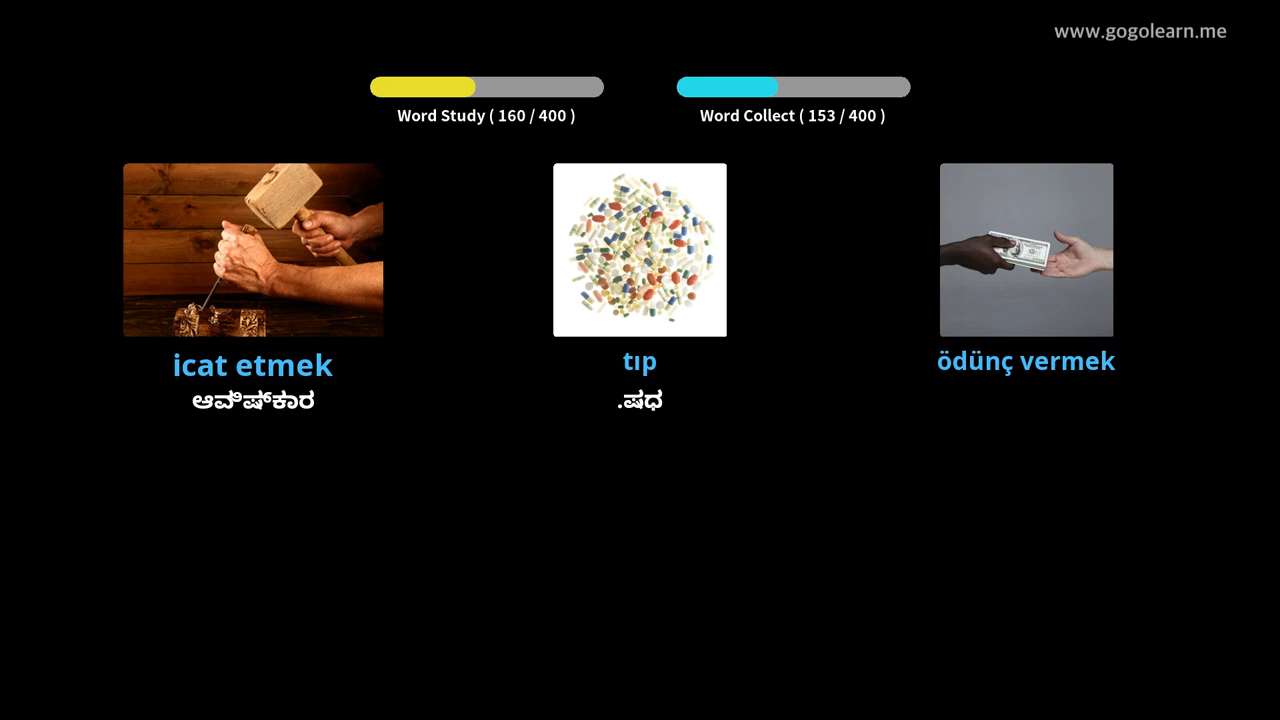 www.gogolearn.me
Word Study ( 160 / 400 )
Word Collect ( 153 / 400 )
icat etmek
tıp
ödünç vermek
ಆವಿಷ್ಕಾರ
.ಷಧ